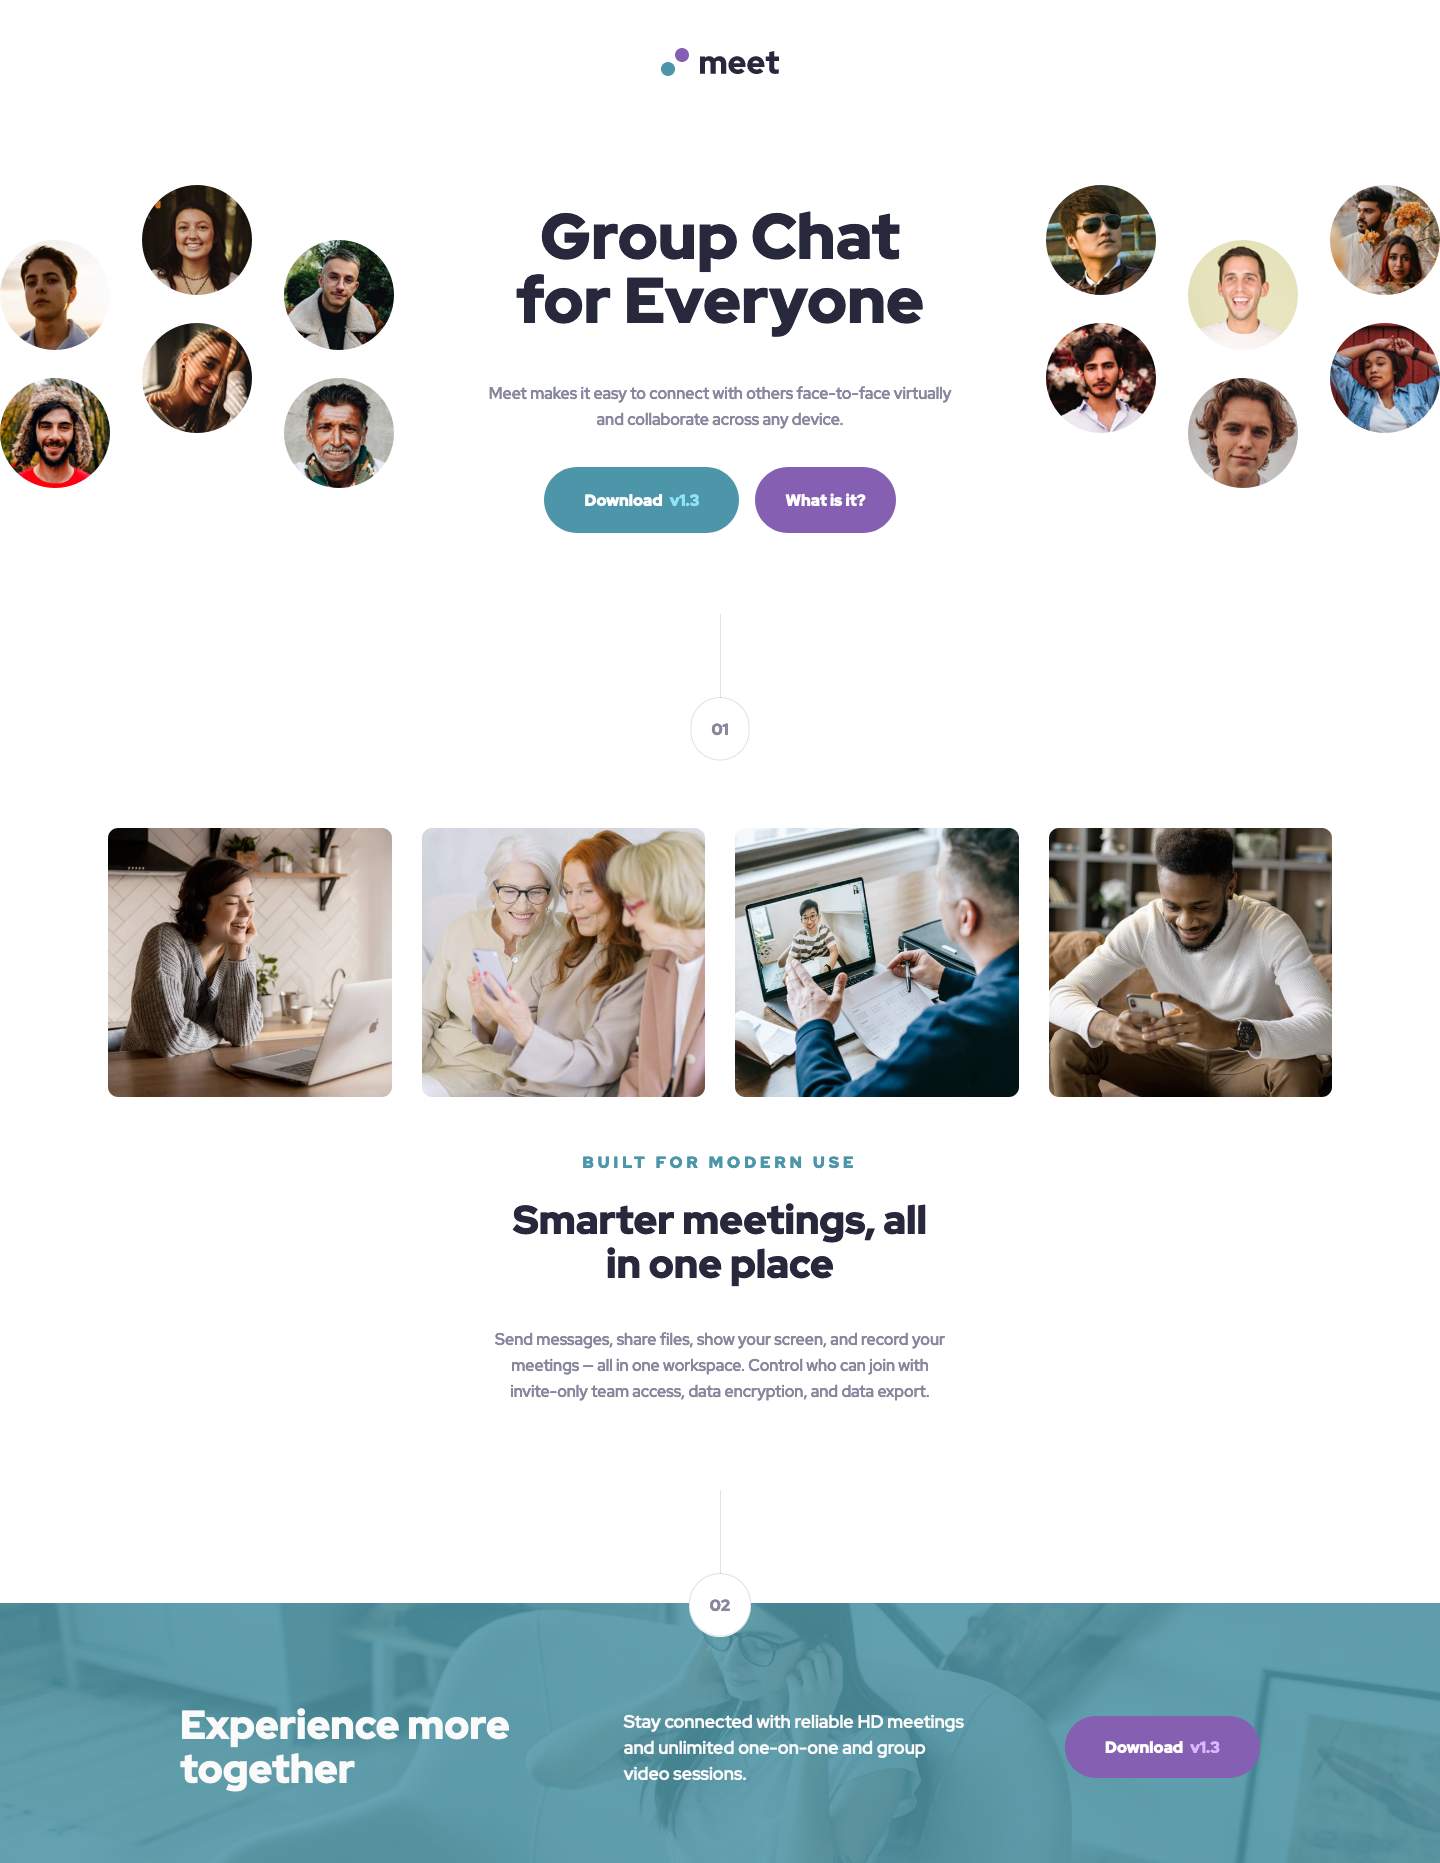 meet
Group Chat
for Everyone
Meet makes it easy to connect with others face-to-face virtually
and collaborate across any device.
Download v1.3
What is it?
01
BUILT FOR MODERN USE
Smarter meetings, all
in one place
Send messages, share files, show your screen, and record your
meetings — all in one workspace. Control who can join with
invite-only team access, data encryption, and data export.
02
Experience more
together
Stay connected with reliable HD meetings
and unlimited one-on-one and group
video sessions.
Download v1.3